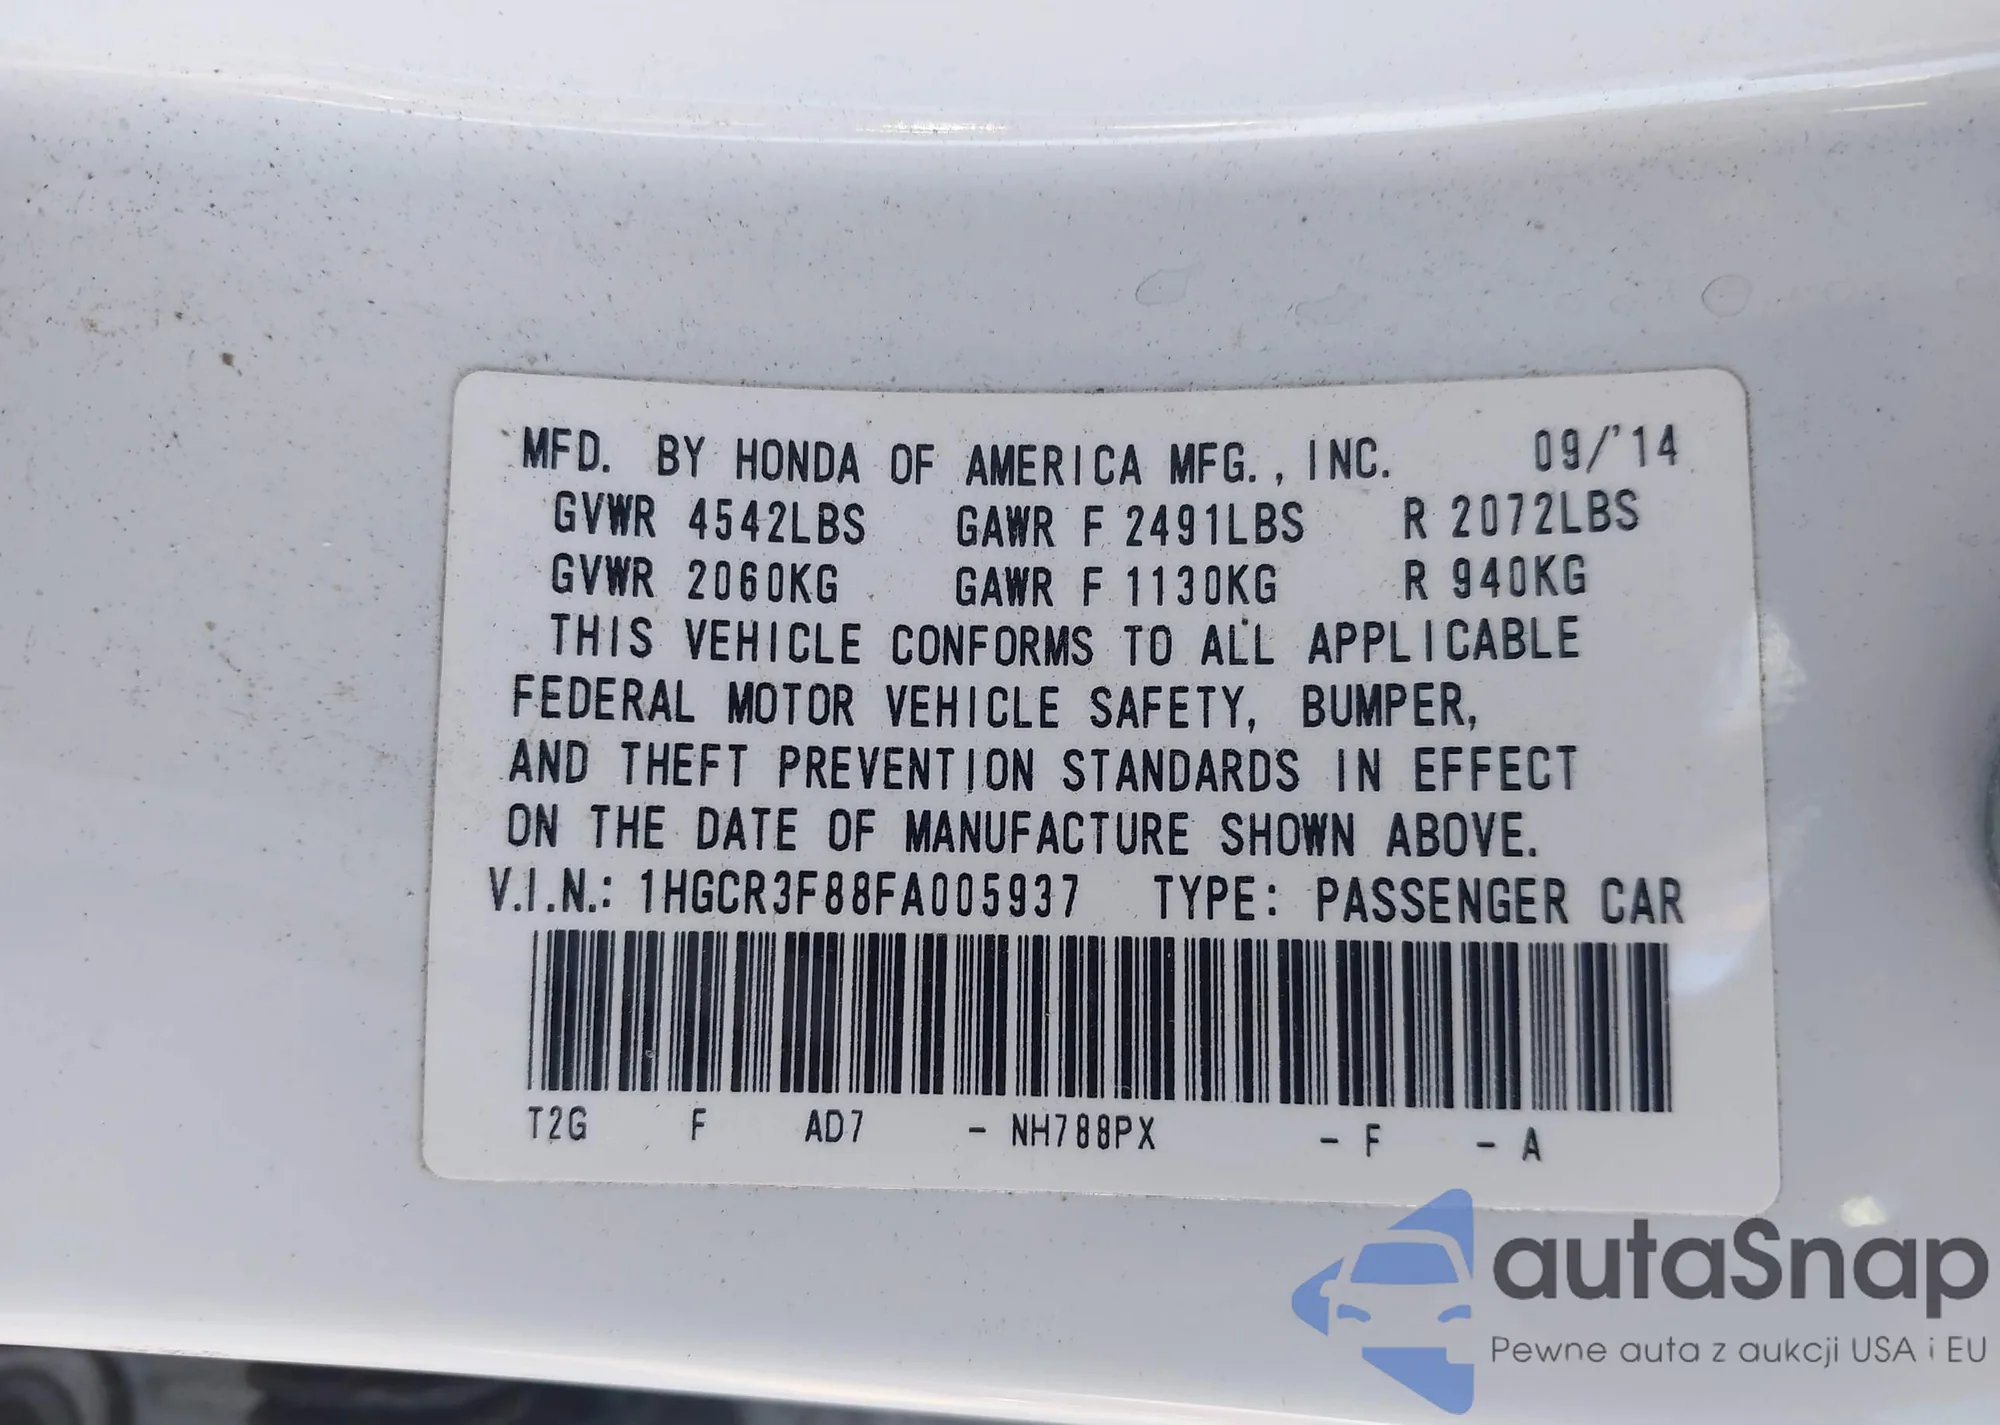 MFD. BY HONDA OF AMERICA MFG., INC. 09/'14
GVWR 4542LBS GAWR F 2491LBS R 2072LBS
GVWR 2060KG GAWR F 1130KG R 940KG
THIS VEHICLE CONFORMS TO ALL APPLICABLE
FEDERAL MOTOR VEHICLE SAFETY, BUMPER,
AND THEFT PREVENTION STANDARDS IN EFFECT
ON THE DATE OF MANUFACTURE SHOWN ABOVE.
V.I.N.: 1HGCR3F88FA005937 TYPE: PASSENGER CAR
T2G F AD7 - NH788PX - F - A
autaSnap
Pewne auta z aukcji USA i EU